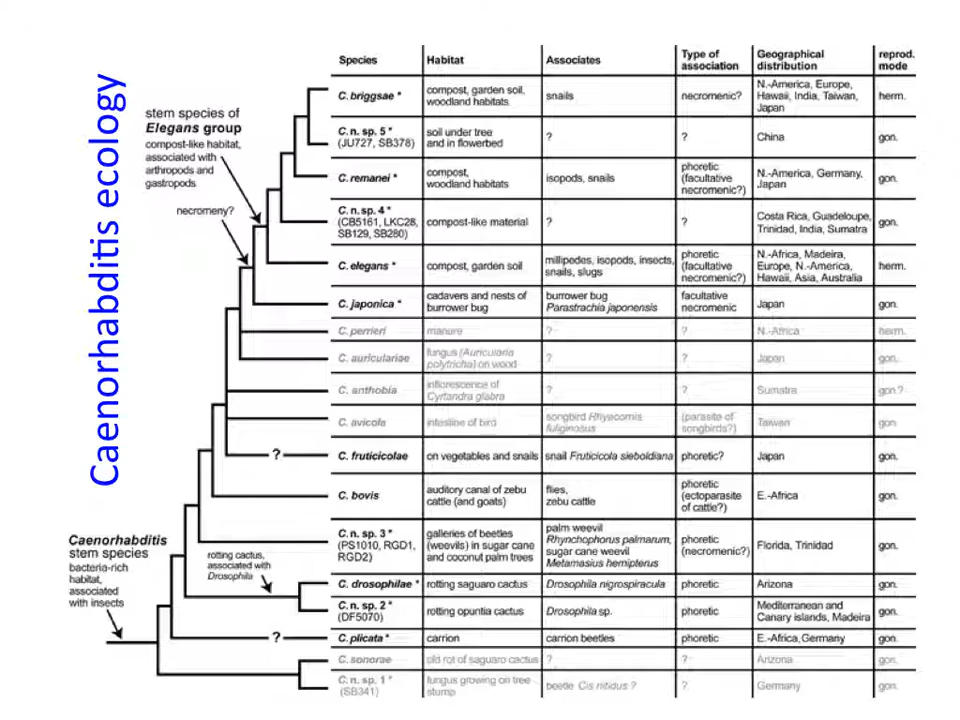 Caenorhabditis ecology
Species Habitat Associates Type of association Geographical distribution reprod. mode
stem species of
Elegans group
compost-like habitat,
associated with
arthropods and
gastropods
necromeny?
Caenorhabditis
stem species
bacteria-rich
habitat,
associated
with insects
rotting cactus,
associated with
Drosophila
?
?
C. briggsae * compost, garden soil, woodland habitats snails necromenic? N.-America, Europe, Hawaii, India, Taiwan, Japan herm.
C. n. sp. 5 * (JU727, SB378) soil under tree and in flowerbed ? ? China gon.
C. remanei * compost, woodland habitats isopods, snails phoretic (facultative necromenic?) N.-America, Germany, Japan gon.
C. n. sp. 4 * (CB5161, LKC28, SB129, SB280) compost-like material ? ? Costa Rica, Guadeloupe, Trinidad, India, Sumatra gon.
C. elegans * compost, garden soil millipedes, isopods, insects, snails, slugs phoretic (facultative necromenic?) N.-Africa, Madeira, Europe, N.-America, Hawaii, Asia, Australia herm.
C. japonica * cadavers and nests of burrower bug burrower bug Parastrachia japonensis facultative necromenic Japan gon.
C. perrieri manure ? ? N.-Africa herm.
C. auriculariae fungus (Auricularia polytricha) on wood ? ? Japan gon.
C. anthobia inflorescence of Cyrtandra glabra ? ? Sumatra gon.?
C. avicola intestine of bird songbird Rhyacornis fuliginosus (parasite of songbirds?) Taiwan gon
C. fruticicolae on vegetables and snails snail Fruticicola sieboldiana phoretic? Japan gon.
C. bovis auditory canal of zebu cattle (and goats) flies, zebu cattle phoretic (ectoparasite of cattle?) E.-Africa gon.
C. n. sp. 3 * (PS1010, RGD1, RGD2) galleries of beetles (weevils) in sugar cane and coconut palm trees palm weevil Rhynchophorus palmarum, sugar cane weevil Metamasius hemipterus phoretic (necromenic?) Florida, Trinidad gon.
C. drosophilae * rotting saguaro cactus Drosophila nigrospiracula phoretic Arizona gon.
C. n. sp. 2 * (DF5070) rotting opuntia cactus Drosophila sp. phoretic Mediterranean and Canary islands, Madeira gon.
C. plicata * carrion carrion beetles phoretic E.-Africa, Germany gon.
C. sonorae old rot of saguaro cactus ? ? Arizona gon.
C. n. sp. 1 * (SB341) fungus growing on tree stump beetle Cis nitidus ? ? Germany gon.